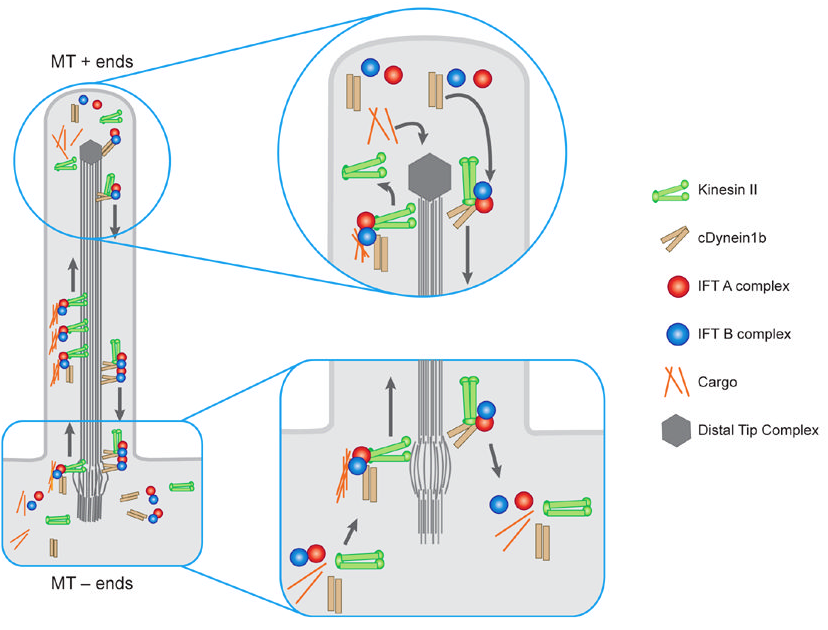 MT + ends
Kinesin II
cDynein1b
IFT A complex
IFT B complex
Cargo
Distal Tip Complex
MT – ends